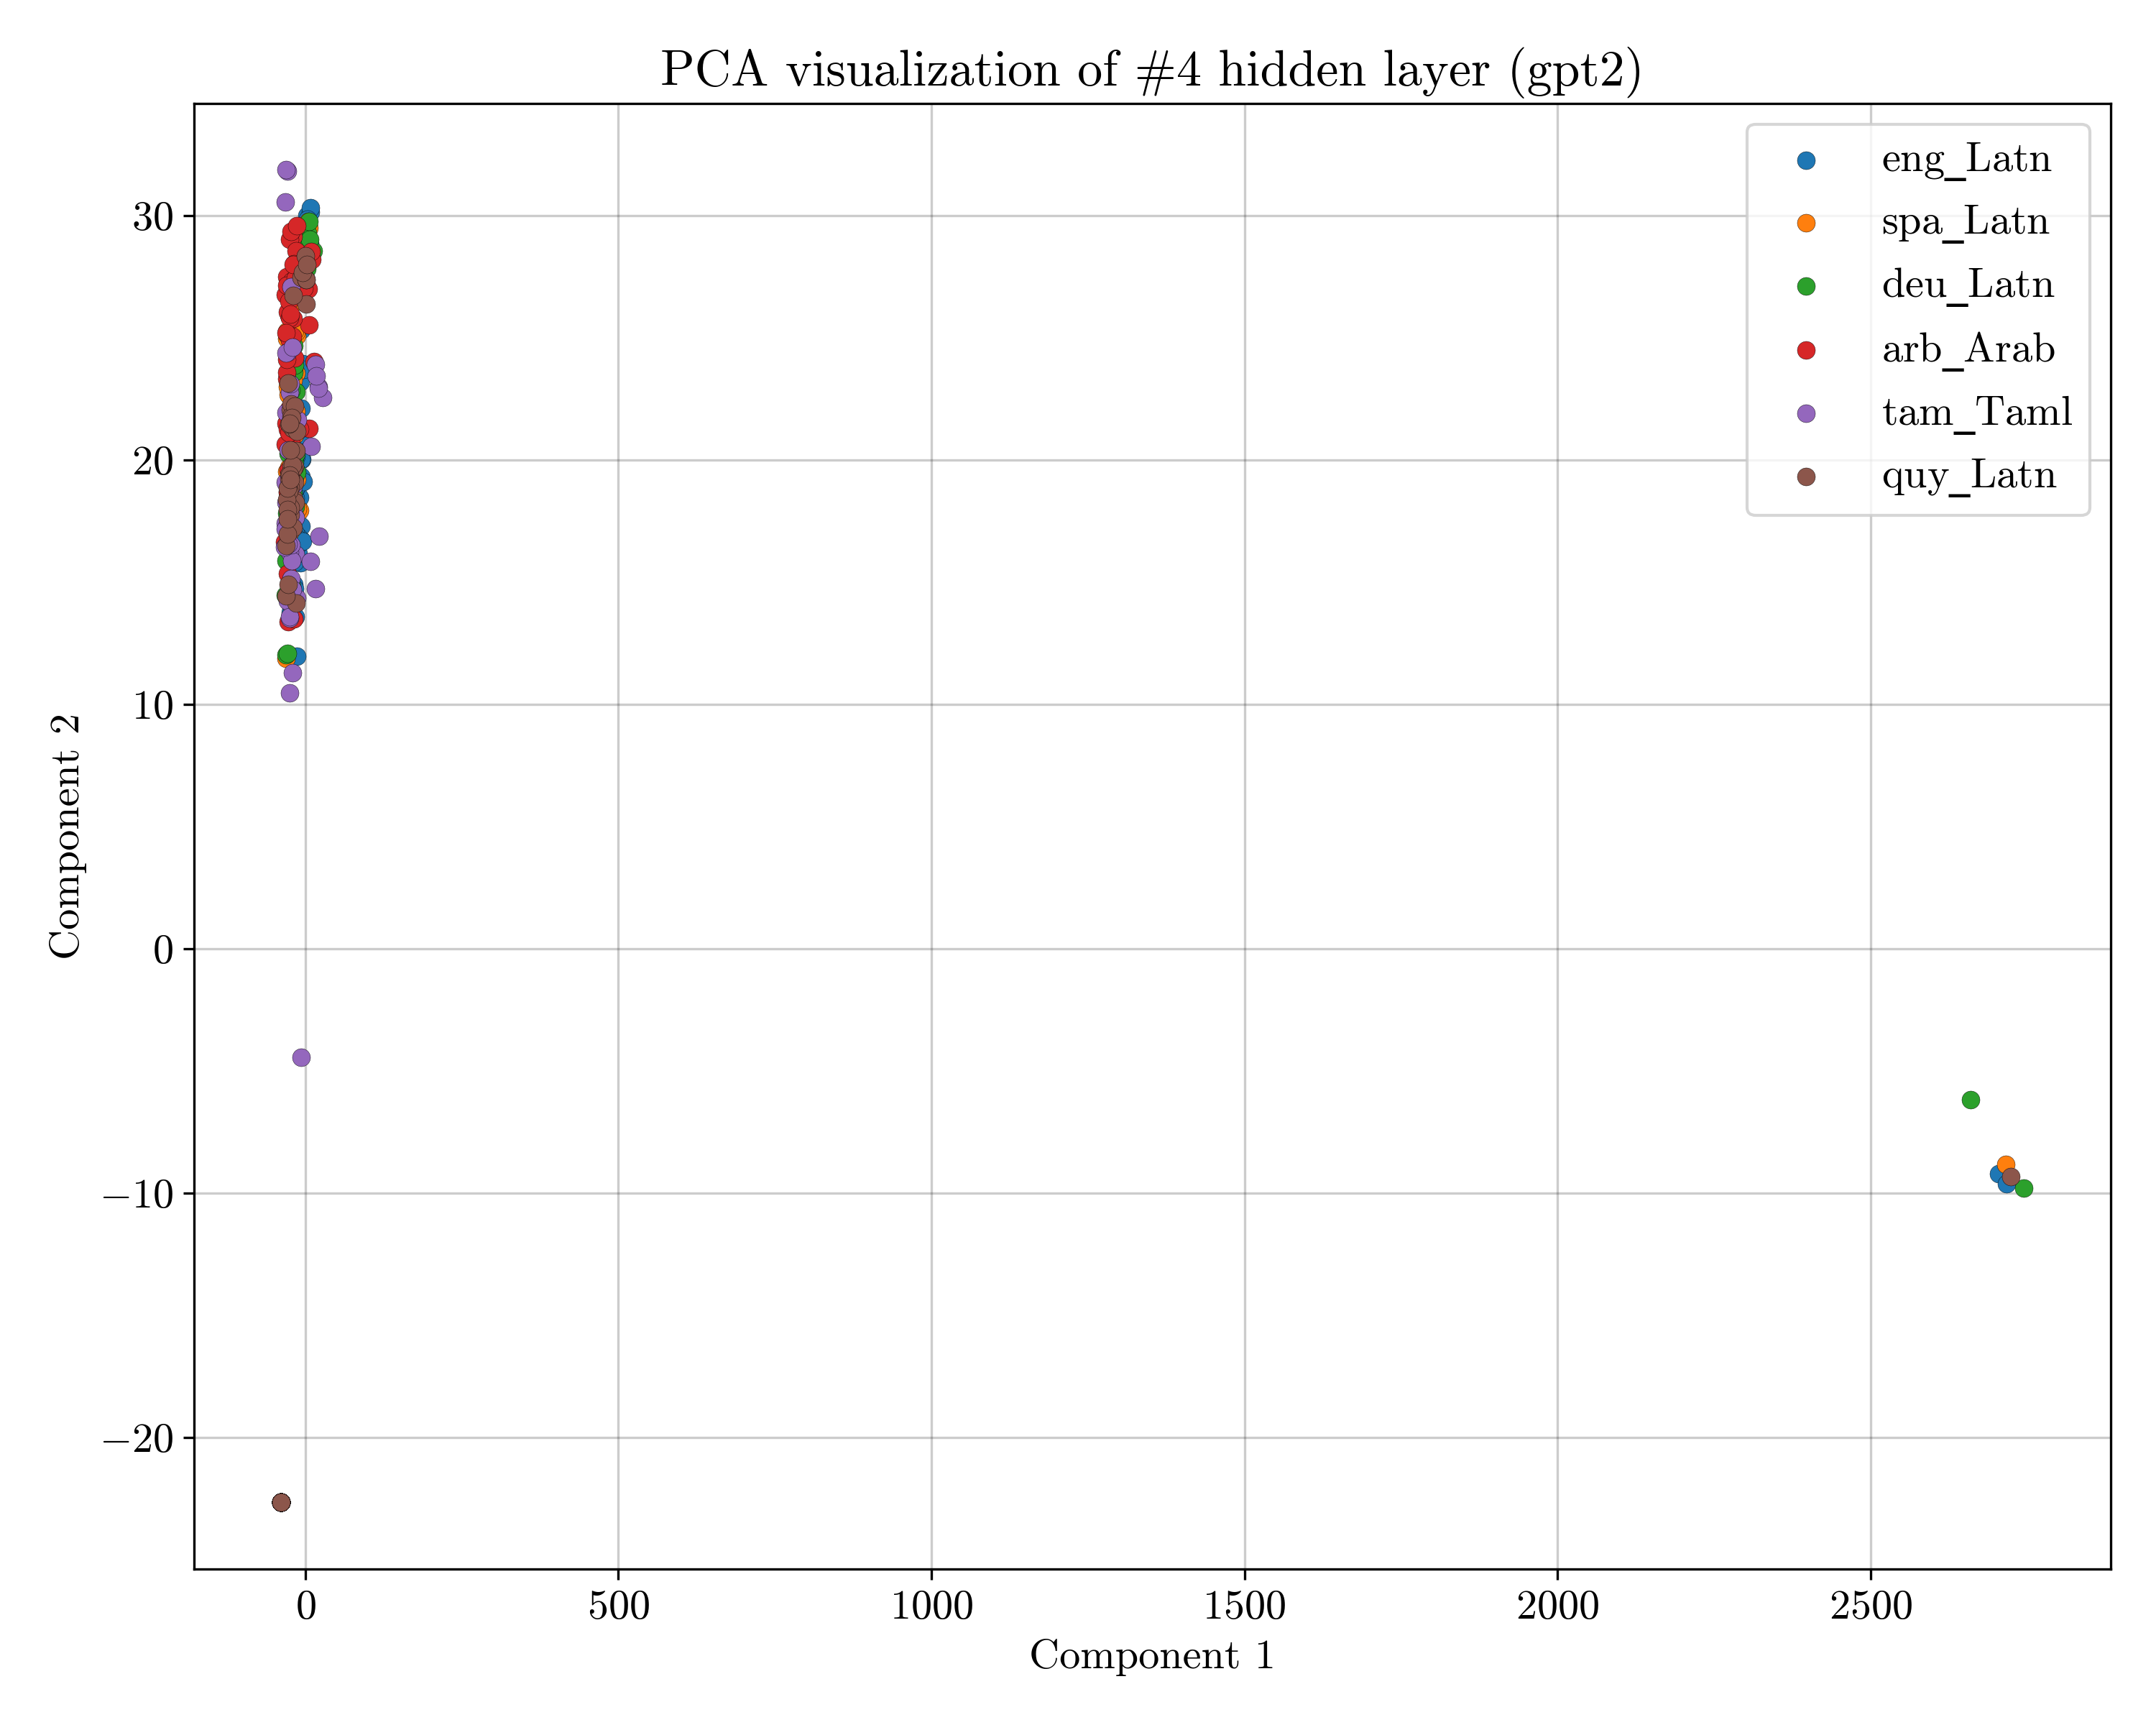 PCA visualization of #4 hidden layer (gpt2)
eng_Latn
spa_Latn
deu_Latn
arb_Arab
tam_Taml
quy_Latn
30
20
10
0
−10
−20
Component 2
0 500 1000 1500 2000 2500
Component 1